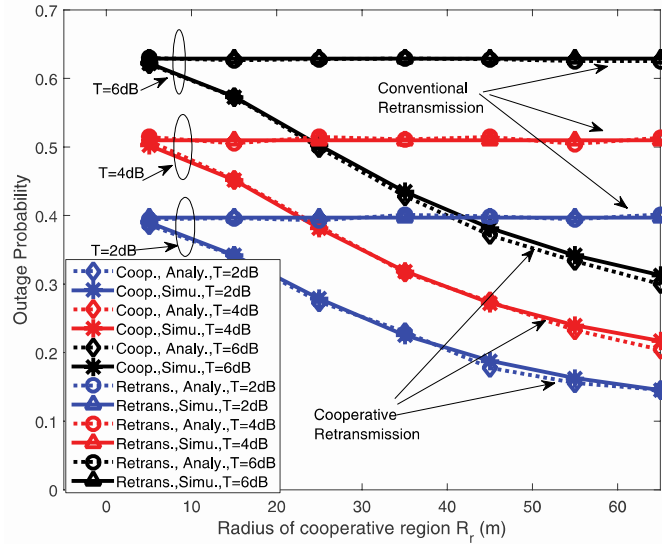 0.7
0.6
0.5
0.4
0.3
0.2
0.1
0
Outage Probability
T=6dB
T=4dB
T=2dB
Conventional
Retransmission
Cooperative
Retransmission
Coop., Analy.,T=2dB
Coop.,Simu.,T=2dB
Coop., Analy.,T=4dB
Coop.,Simu.,T=4dB
Coop., Analy.,T=6dB
Coop.,Simu.,T=6dB
Retrans., Analy.,T=2dB
Retrans.,Simu.,T=2dB
Retrans., Analy.,T=4dB
Retrans.,Simu.,T=4dB
Retrans., Analy.,T=6dB
Retrans.,Simu.,T=6dB
0 10 20 30 40 50 60
Radius of cooperative region R_r (m)